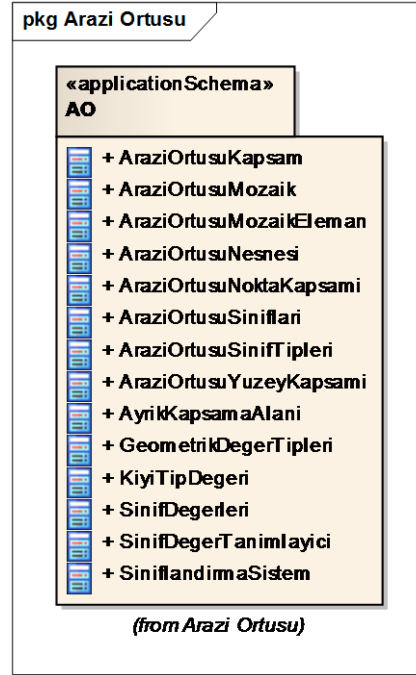 pkg Arazi Ortusu
«applicationSchema»
AO
+ AraziOrtusuKapsam
+ AraziOrtusuMozaik
+ AraziOrtusuMozaikEleman
+ AraziOrtusuNesnesi
+ AraziOrtusuNoktaKapsami
+ AraziOrtusuSiniflari
+ AraziOrtusuSinifTipleri
+ AraziOrtusuYuzeyKapsami
+ AyrikKapsamaAlani
+ GeometrikDegerTipleri
+ KiyiTipDegeri
+ SinifDegerleri
+ SinifDegerTanimlayici
+ SiniflandirmaSistem
(from Arazi Ortusu)